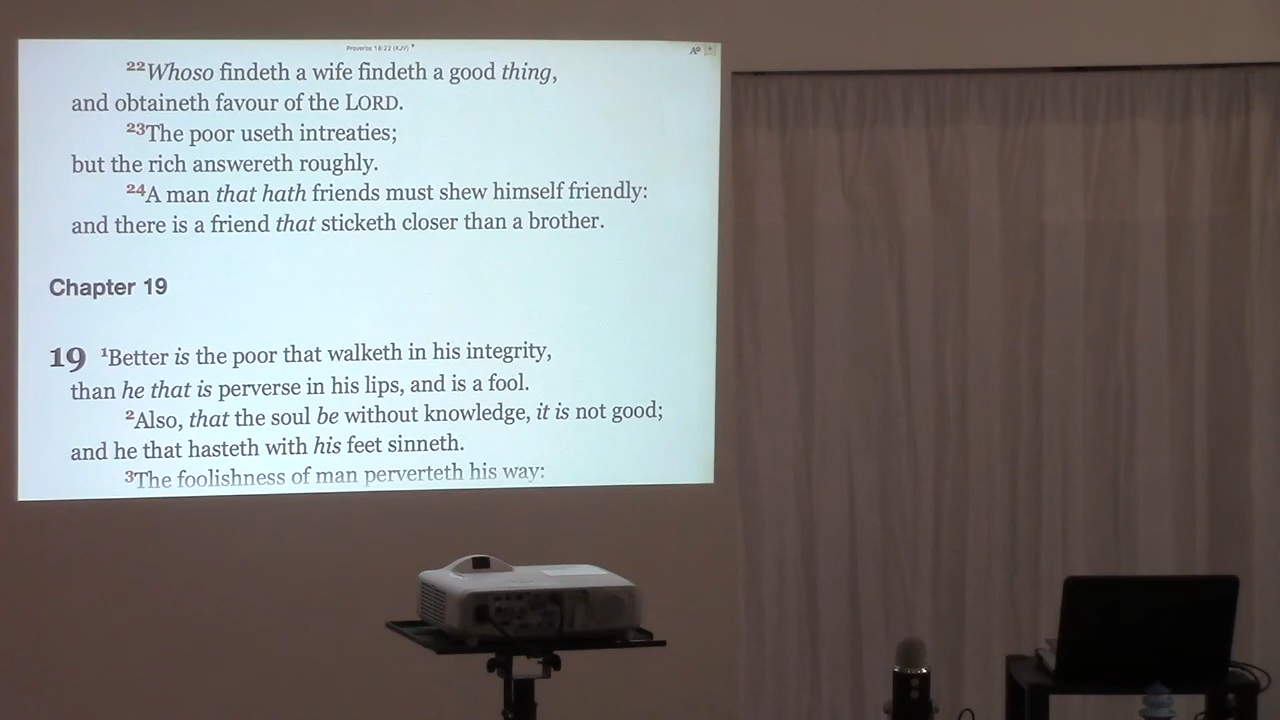 Proverbs 18:22 (KJV)
22Whoso findeth a wife findeth a good thing,
and obtaineth favour of the LORD.
23The poor useth intreaties;
but the rich answereth roughly.
24A man that hath friends must shew himself friendly:
and there is a friend that sticketh closer than a brother.
Chapter 19
19 1Better is the poor that walketh in his integrity,
than he that is perverse in his lips, and is a fool.
2Also, that the soul be without knowledge, it is not good;
and he that hasteth with his feet sinneth.
3The foolishness of man perverteth his way: